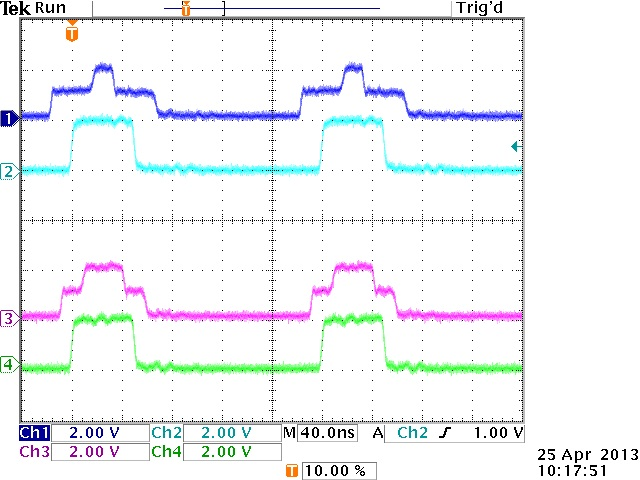 Tek Run Trig'd
T
T
1
2
3
4
Ch1 2.00 V Ch2 2.00 V M 40.0ns A Ch2 1.00 V
Ch3 2.00 V Ch4 2.00 V
T 10.00 %
25 Apr 2013
10:17:51